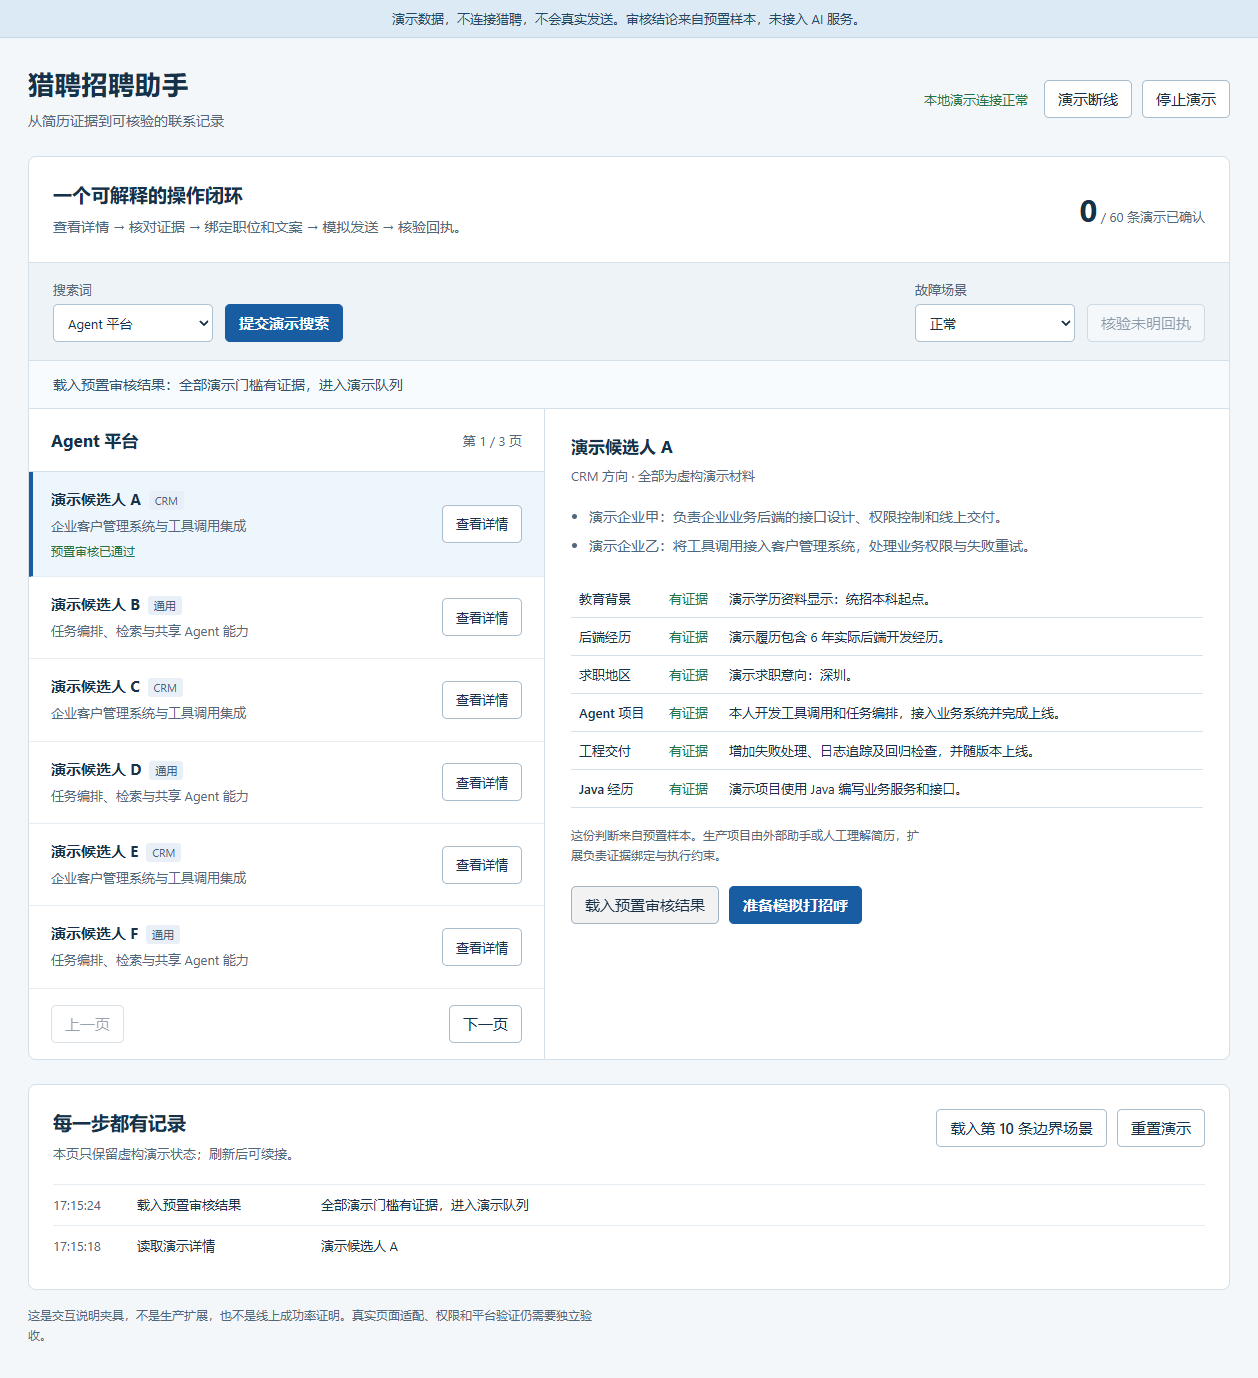 演示数据，不连接猎聘，不会真实发送。审核结论来自预置样本，未接入 AI 服务。
猎聘招聘助手
从简历证据到可核验的联系记录
本地演示连接正常
演示断线
停止演示
一个可解释的操作闭环
查看详情 → 核对证据 → 绑定职位和文案 → 模拟发送 → 核验回执。
0 / 60 条演示已确认
搜索词
Agent 平台
提交演示搜索
故障场景
正常
核验未明回执
载入预置审核结果：全部演示门槛有证据，进入演示队列
Agent 平台
第 1 / 3 页
演示候选人 A CRM
企业客户管理系统与工具调用集成
预置审核已通过
查看详情
演示候选人 B 通用
任务编排、检索与共享 Agent 能力
查看详情
演示候选人 C CRM
企业客户管理系统与工具调用集成
查看详情
演示候选人 D 通用
任务编排、检索与共享 Agent 能力
查看详情
演示候选人 E CRM
企业客户管理系统与工具调用集成
查看详情
演示候选人 F 通用
任务编排、检索与共享 Agent 能力
查看详情
上一页
下一页
演示候选人 A
CRM 方向 · 全部为虚构演示材料
• 演示企业甲：负责企业业务后端的接口设计、权限控制和线上交付。
• 演示企业乙：将工具调用接入客户管理系统，处理业务权限与失败重试。
教育背景 有证据 演示学历资料显示：统招本科起点。
后端经历 有证据 演示履历包含 6 年实际后端开发经历。
求职地区 有证据 演示求职意向：深圳。
Agent 项目 有证据 本人开发工具调用和任务编排，接入业务系统并完成上线。
工程交付 有证据 增加失败处理、日志追踪及回归检查，并随版本上线。
Java 经历 有证据 演示项目使用 Java 编写业务服务和接口。
这份判断来自预置样本。生产项目由外部助手或人工理解简历，扩
展负责证据绑定与执行约束。
载入预置审核结果
准备模拟打招呼
每一步都有记录
本页只保留虚构演示状态；刷新后可续接。
载入第 10 条边界场景
重置演示
17:15:24 载入预置审核结果 全部演示门槛有证据，进入演示队列
17:15:18 读取演示详情 演示候选人 A
这是交互说明夹具，不是生产扩展，也不是线上成功率证明。真实页面适配、权限和平台验证仍需要独立验
收。